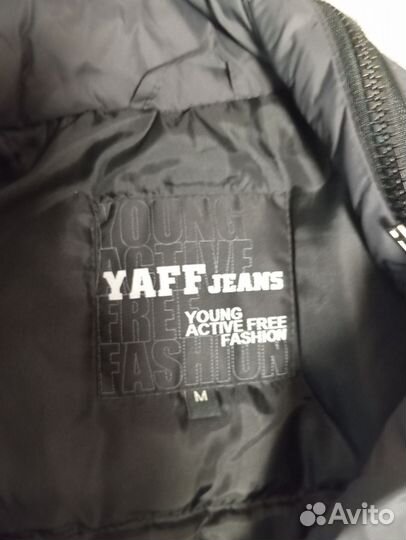 YOUNG
ACTIVE
YAFF JEANS
FREE
YOUNG
ACTIVE FREE
FASHION
FASHION
M
Avito